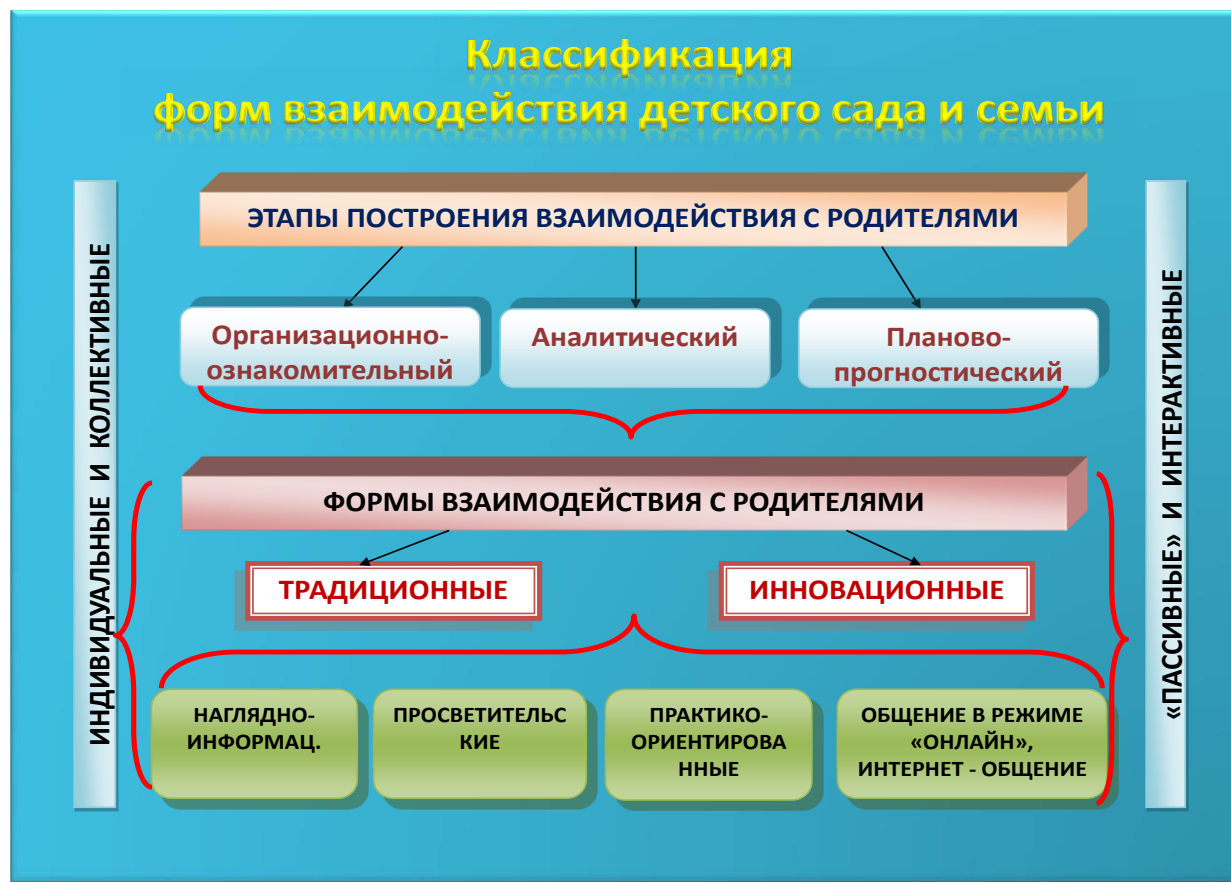 Классификация
форм взаимодействия детского сада и семьи
ИНДИВИДУАЛЬНЫЕ И КОЛЛЕКТИВНЫЕ
ЭТАПЫ ПОСТРОЕНИЯ ВЗАИМОДЕЙСТВИЯ С РОДИТЕЛЯМИ
Организационно-
ознакомительный
Аналитический
Планово-
прогностический
ФОРМЫ ВЗАИМОДЕЙСТВИЯ С РОДИТЕЛЯМИ
ТРАДИЦИОННЫЕ
ИННОВАЦИОННЫЕ
НАГЛЯДНО-
ИНФОРМАЦ.
ПРОСВЕТИТЕЛЬС
КИЕ
ПРАКТИКО-
ОРИЕНТИРОВА
ННЫЕ
ОБЩЕНИЕ В РЕЖИМЕ
«ОНЛАЙН»,
ИНТЕРНЕТ - ОБЩЕНИЕ
«ПАССИВНЫЕ» И ИНТЕРАКТИВНЫЕ